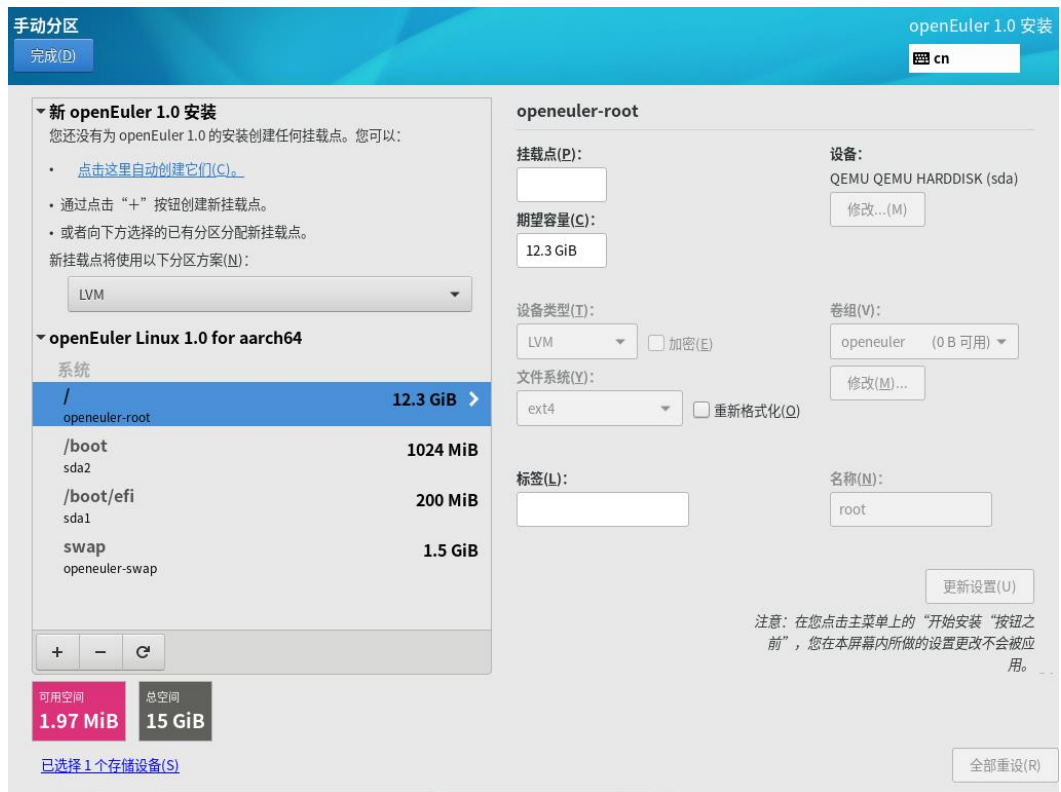 手动分区
openEuler 1.0 安装
完成(D)
cn
新 openEuler 1.0 安装
您还没有为 openEuler 1.0 的安装创建任何挂载点。您可以：
• 点击这里自动创建它们(C)。
• 通过点击“+”按钮创建新挂载点。
• 或者向下方选择的已有分区分配新挂载点。
新挂载点将使用以下分区方案(N)：
LVM
openEuler Linux 1.0 for aarch64
系统
/ 12.3 GiB
openeuler-root
/boot 1024 MiB
sda2
/boot/efi 200 MiB
sda1
swap 1.5 GiB
openeuler-swap
+ −
可用空间
1.97 MiB
总空间
15 GiB
已选择 1 个存储设备(S)
openeuler-root
挂载点(P)：
设备：
QEMU QEMU HARDDISK (sda)
修改...(M)
期望容量(C)：
12.3 GiB
设备类型(T)：
卷组(V)：
LVM
加密(E)
openeuler (0 B 可用)
文件系统(Y)：
修改(M)...
ext4
重新格式化(O)
标签(L)：
名称(N)：
root
更新设置(U)
注意：在您点击主菜单上的“开始安装“按钮之
前”，您在本屏幕内所做的设置更改不会被应
用。
全部重设(R)